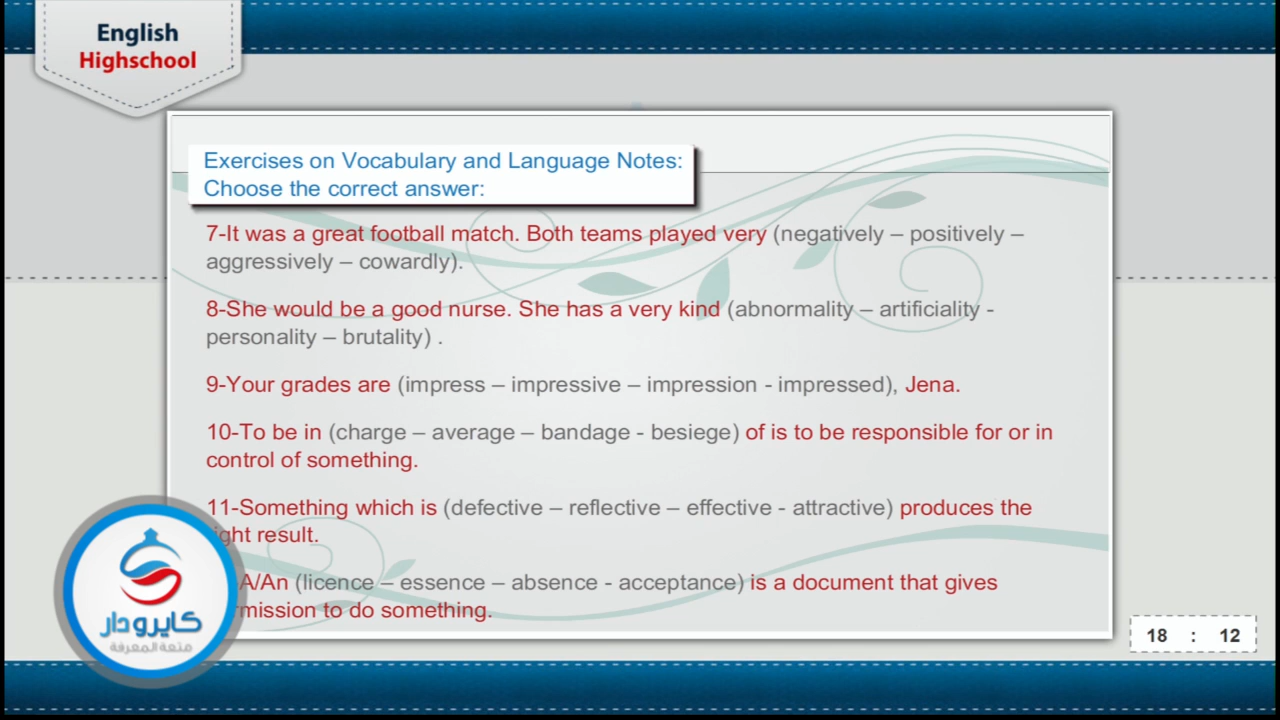 English
Highschool
Exercises on Vocabulary and Language Notes:
Choose the correct answer:
7-It was a great football match. Both teams played very (negatively – positively –
aggressively – cowardly).
8-She would be a good nurse. She has a very kind (abnormality – artificiality -
personality – brutality) .
9-Your grades are (impress – impressive – impression - impressed), Jena.
10-To be in (charge – average – bandage - besiege) of is to be responsible for or in
control of something.
11-Something which is (defective – reflective – effective - attractive) produces the
result.
A/An (licence – essence – absence - acceptance) is a document that gives
to do something.
كايرودار
متعة المعرفة
18 : 12